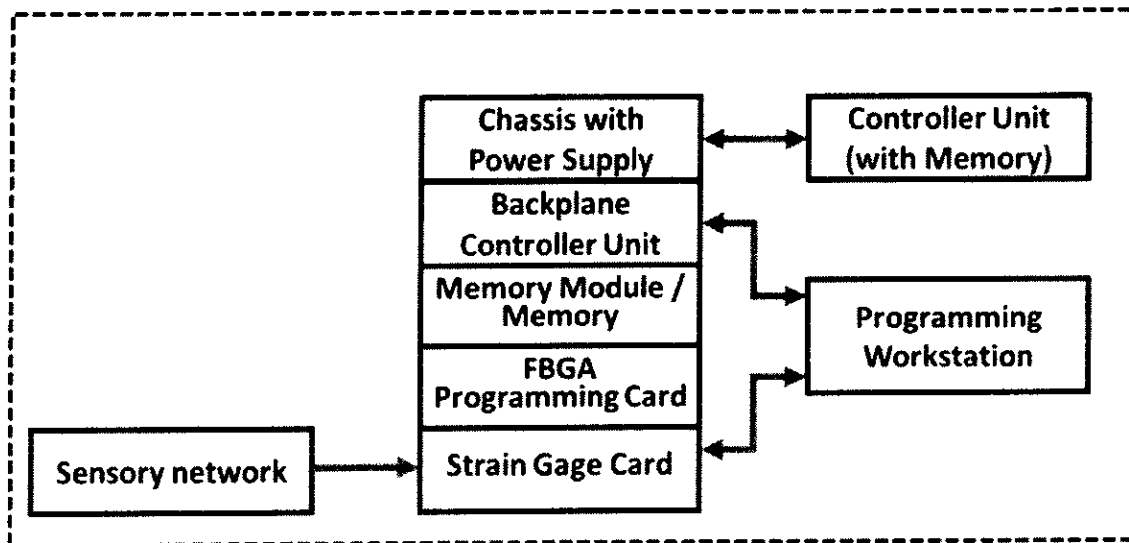 Chassis with
Power Supply
Controller Unit
(with Memory)
Backplane
Controller Unit
Memory Module /
Memory
Programming
Workstation
FBGA
Programming Card
Sensory network
Strain Gage Card